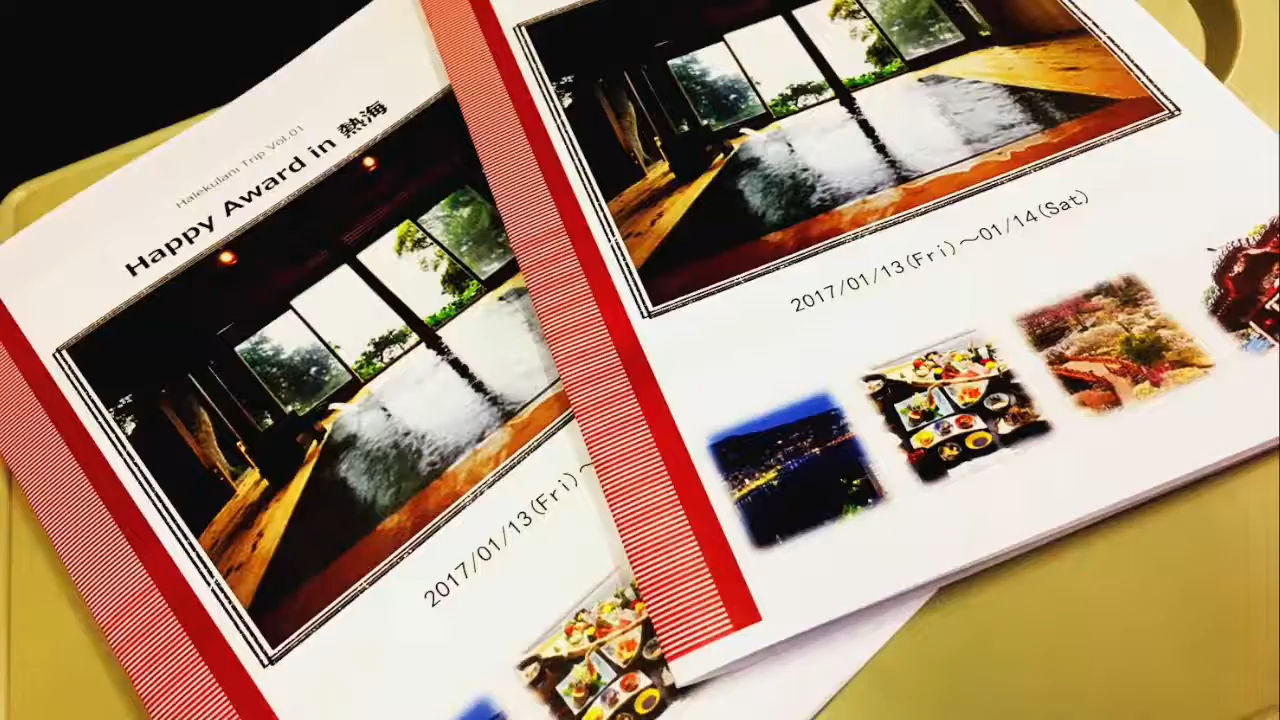 Halekulani Trip Vol.01
Happy Award in 熱海
2017/01/13(Fri)～
2017/01/13(Fri)～01/14(Sat)